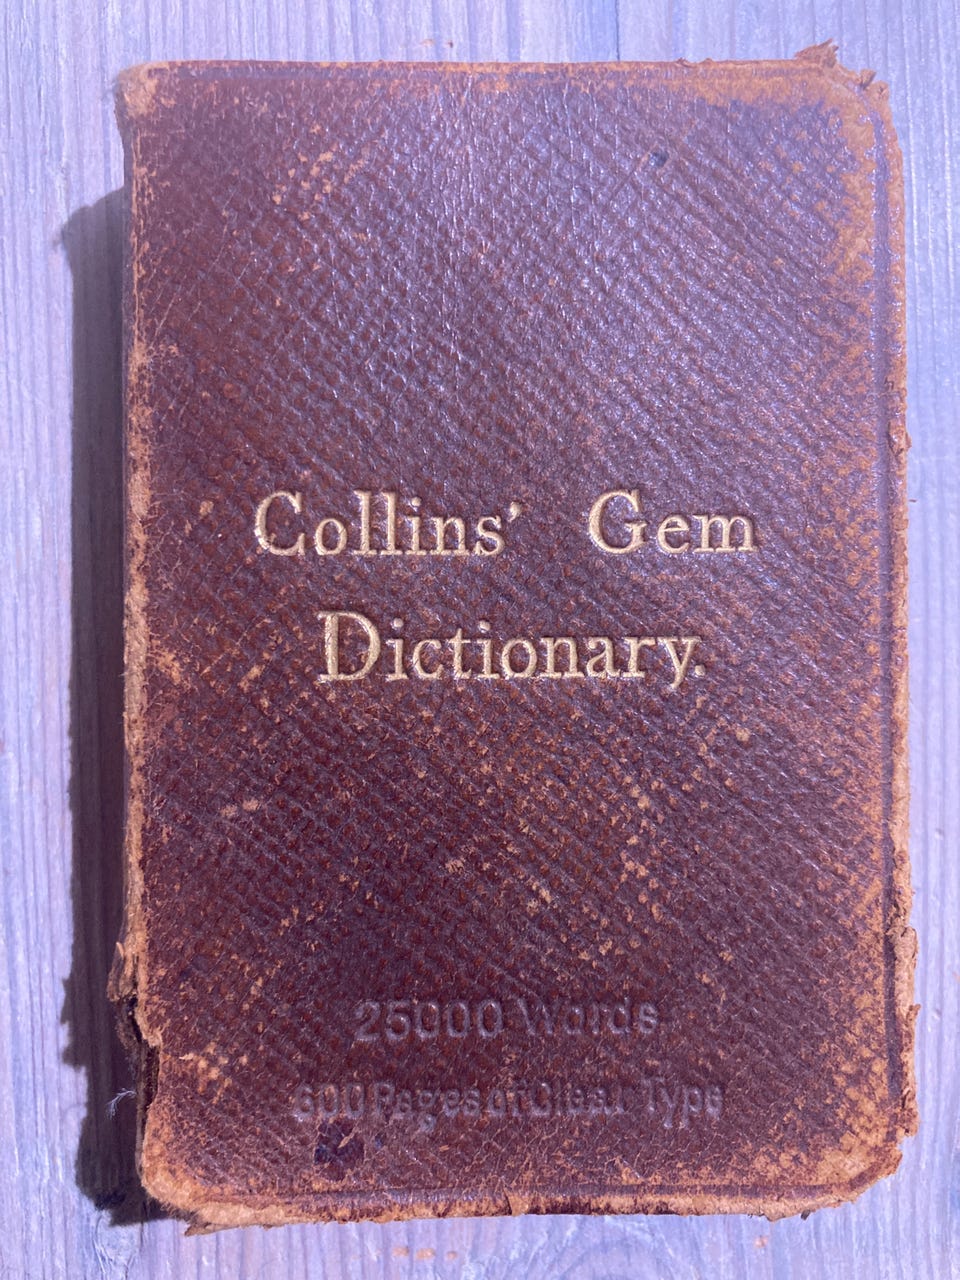 Collins' Gem
Dictionary.
25000 Words
600 Pages of Clear Type